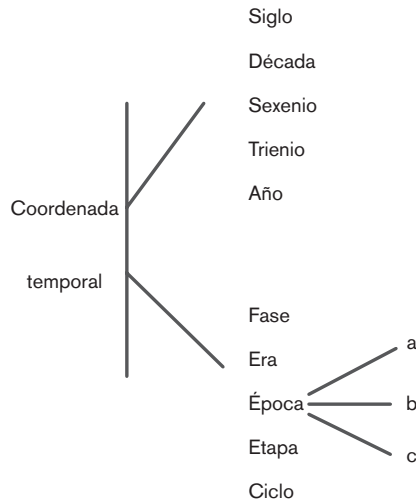 Siglo
Década
Sexenio
Trienio
Año
Coordenada
temporal
Fase
Era
Época
Etapa
Ciclo
a
b
c